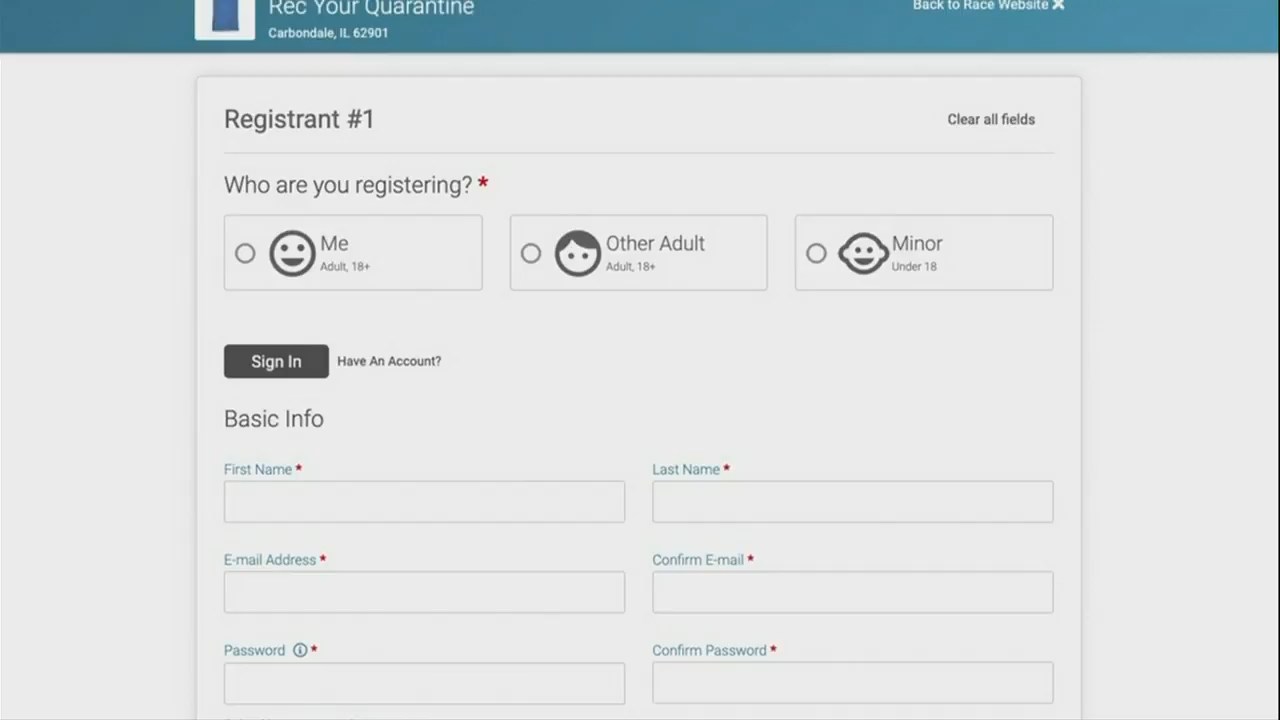 Rec Your Quarantine
Back to Race Website ✕
Carbondale, IL 62901
Registrant #1
Clear all fields
Who are you registering? *
Me
Adult, 18+
Other Adult
Adult, 18+
Minor
Under 18
Sign In
Have An Account?
Basic Info
First Name *
Last Name *
E-mail Address *
Confirm E-mail *
Password ⓘ *
Confirm Password *